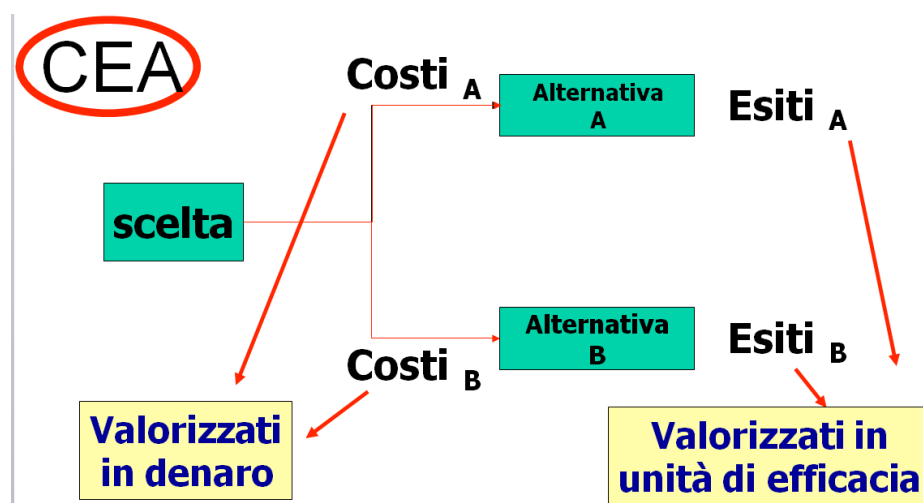 CEA
Costi A
Alternativa
A
Esiti A
scelta
Alternativa
B
Esiti B
Costi B
Valorizzati
in denaro
Valorizzati in
unità di efficacia